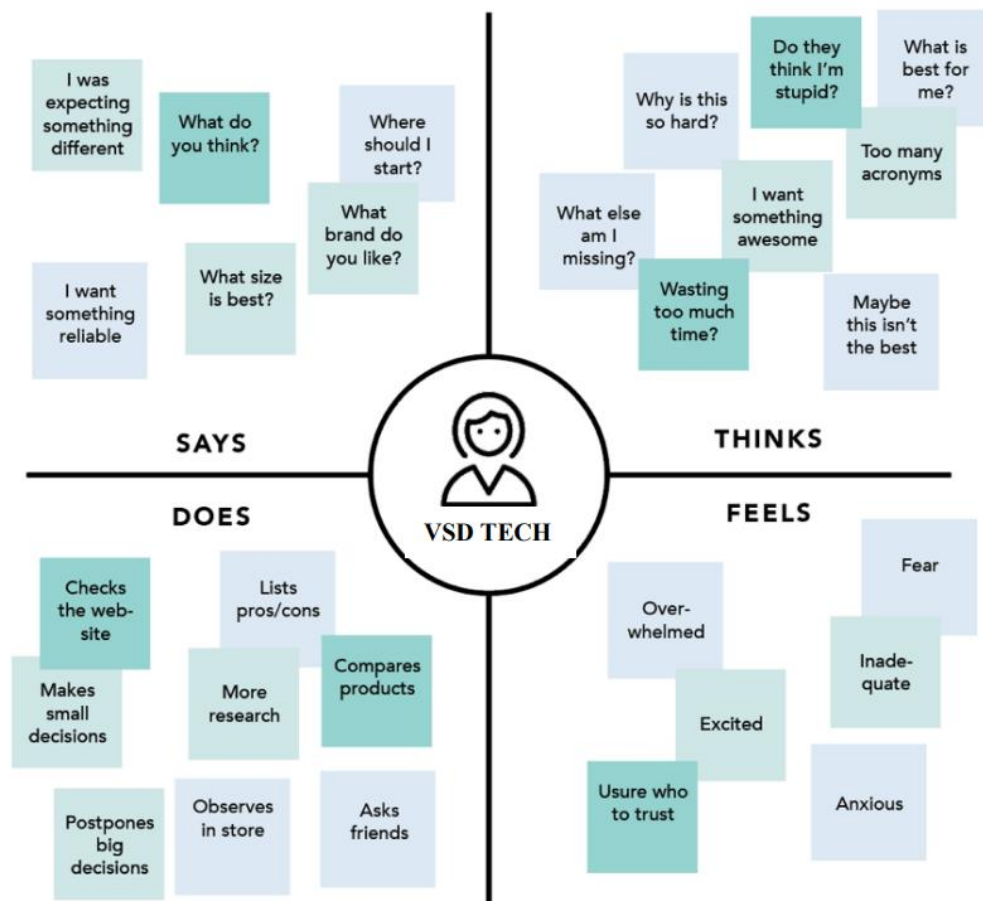 I was
expecting
something
different
What do
you think?
Where
should I
start?
What
brand do
you like?
What size
is best?
I want
something
reliable
SAYS
Why is this
so hard?
Do they
think I'm
stupid?
What is
best for
me?
Too many
acronyms
I want
something
awesome
What else
am I
missing?
Wasting
too much
time?
Maybe
this isn't
the best
THINKS
VSD TECH
DOES
Checks
the web-
site
Lists
pros/cons
Compares
products
Makes
small
decisions
More
research
Postpones
big
decisions
Observes
in store
Asks
friends
FEELS
Fear
Over-
whelmed
Inade-
quate
Excited
Usure who
to trust
Anxious